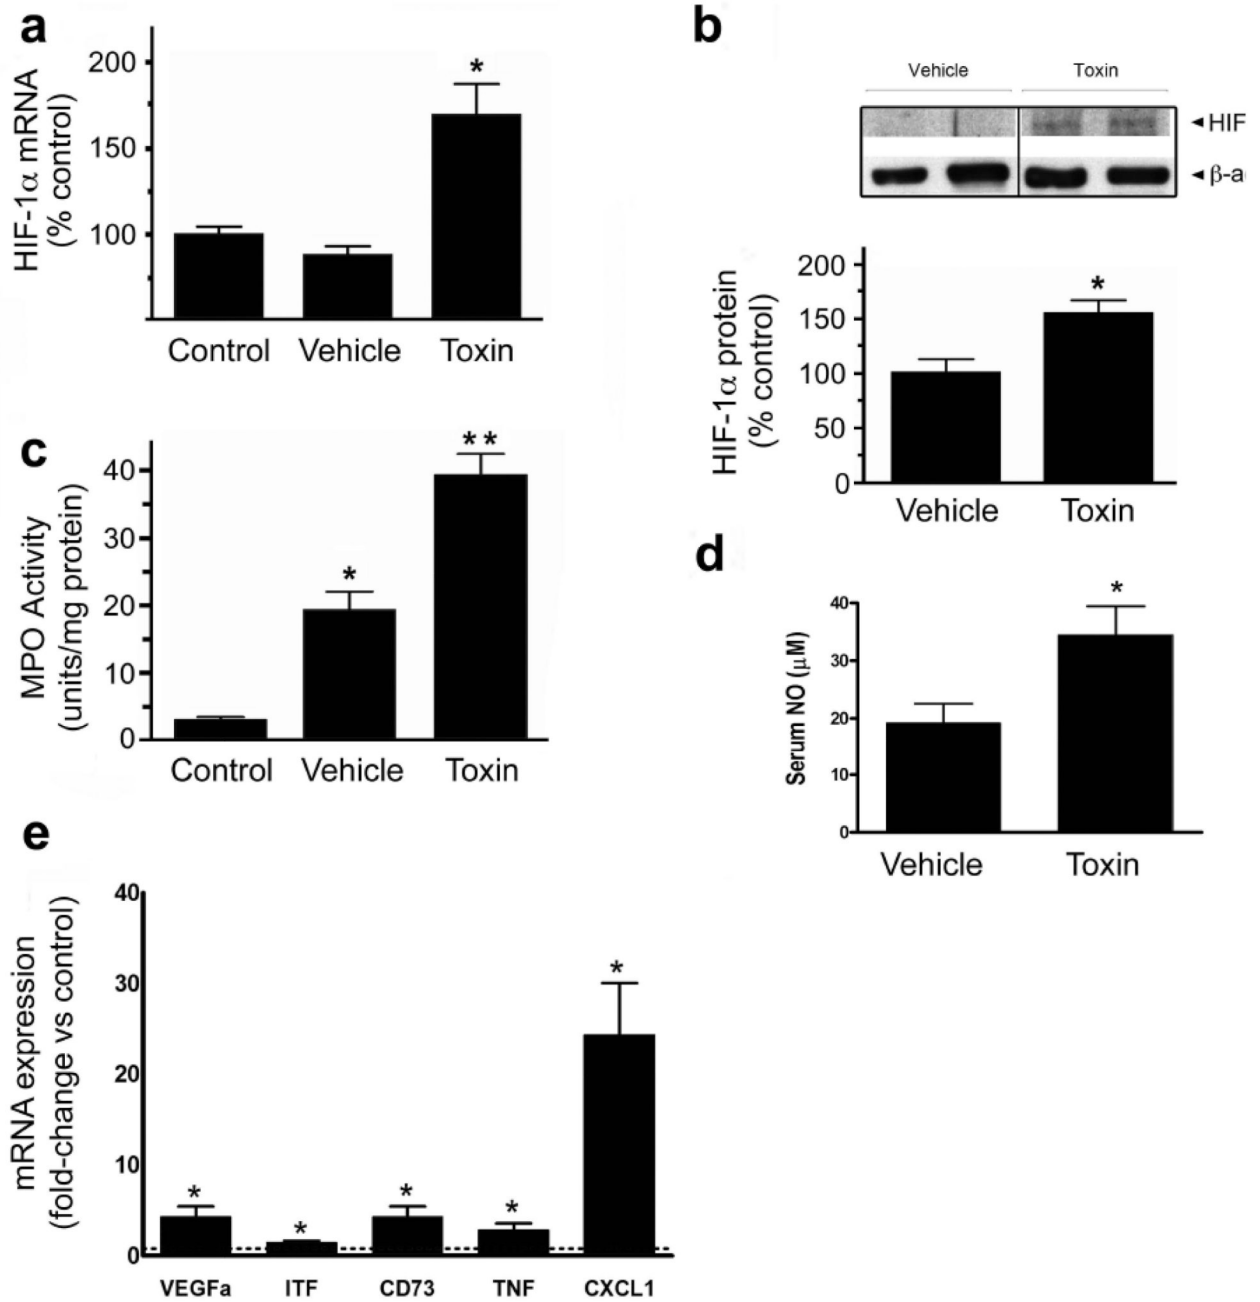 a
HIF-1α mRNA
(% control)
200
150
100
*
Control Vehicle Toxin
b
Vehicle Toxin
◄HIF
◄β-a
HIF-1α protein
(% control)
200
150
100
50
0
*
Vehicle Toxin
c
MPO Activity
(units/mg protein)
40
30
20
10
0
*
**
Control Vehicle Toxin
d
Serum NO (μM)
40
30
20
10
0
*
Vehicle Toxin
e
mRNA expression
(fold-change vs control)
40
30
20
10
0
* * * * *
VEGFa ITF CD73 TNF CXCL1